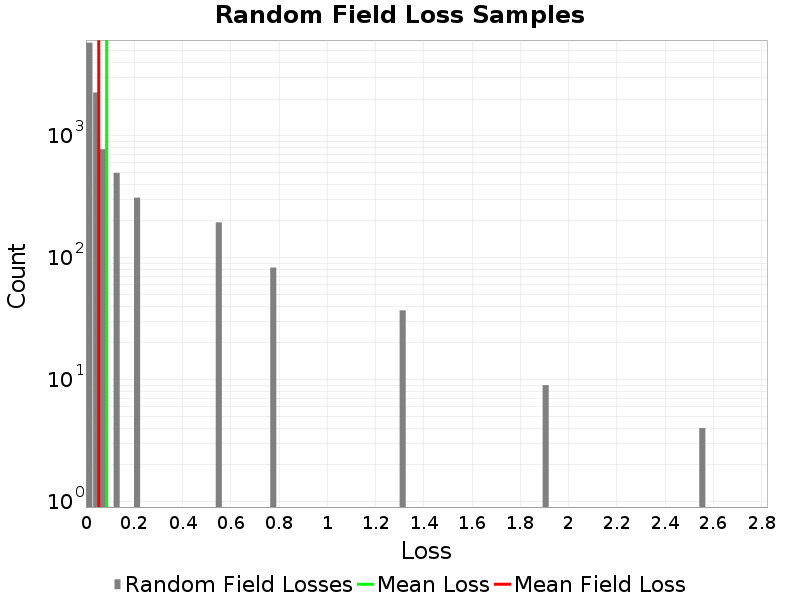 Random Field Loss Samples
Count
10³
10²
10¹
10⁰
0 0.2 0.4 0.6 0.8 1 1.2 1.4 1.6 1.8 2 2.2 2.4 2.6 2.8
Loss
Random Field Losses Mean Loss Mean Field Loss